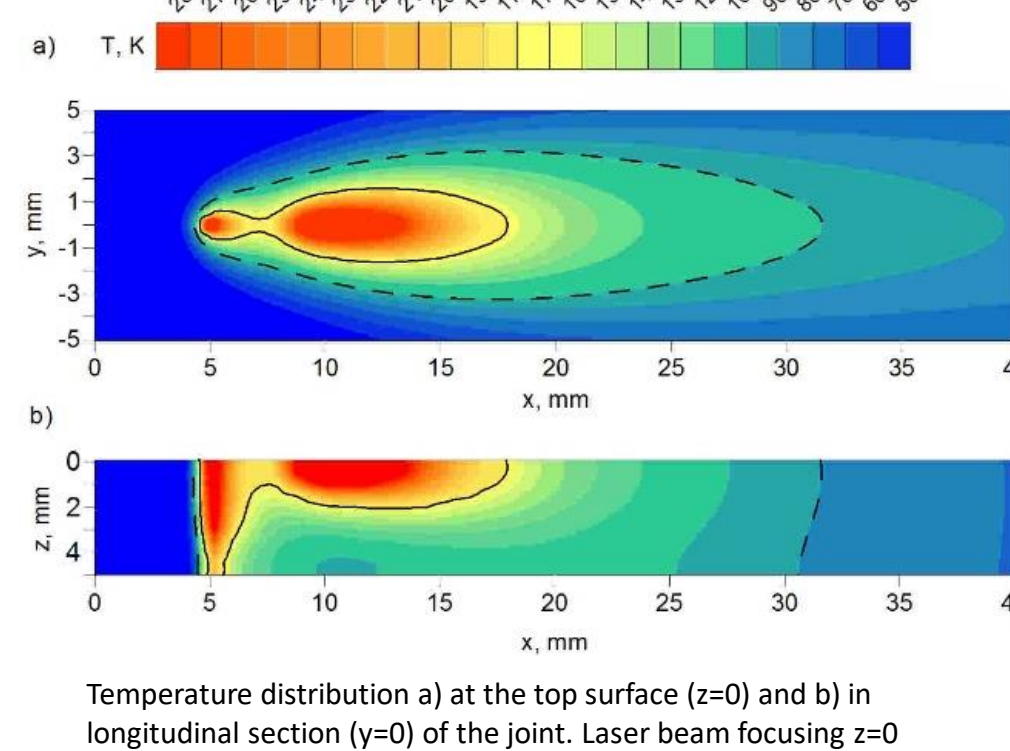 a) T, K
5
3
1
-1
-3
-5
y, mm
0 5 10 15 20 25 30 35
x, mm
b)
0
2
4
z, mm
0 5 10 15 20 25 30 35
x, mm
Temperature distribution a) at the top surface (z=0) and b) in
longitudinal section (y=0) of the joint. Laser beam focusing z=0